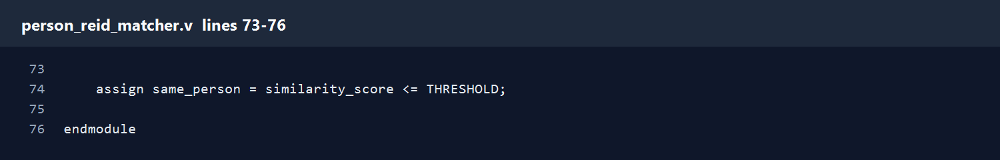 person_reid_matcher.v  lines 73-76
73
74      assign same_person = similarity_score <= THRESHOLD;
75
76  endmodule